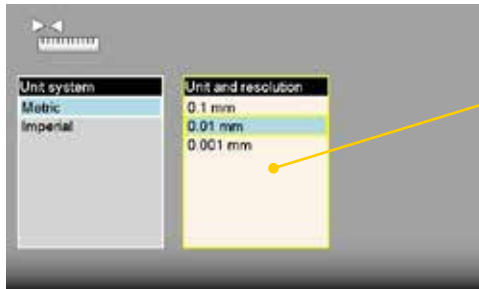 Unit system
Metric
Imperial
Unit and resolution
0.1 mm
0.01 mm
0.001 mm